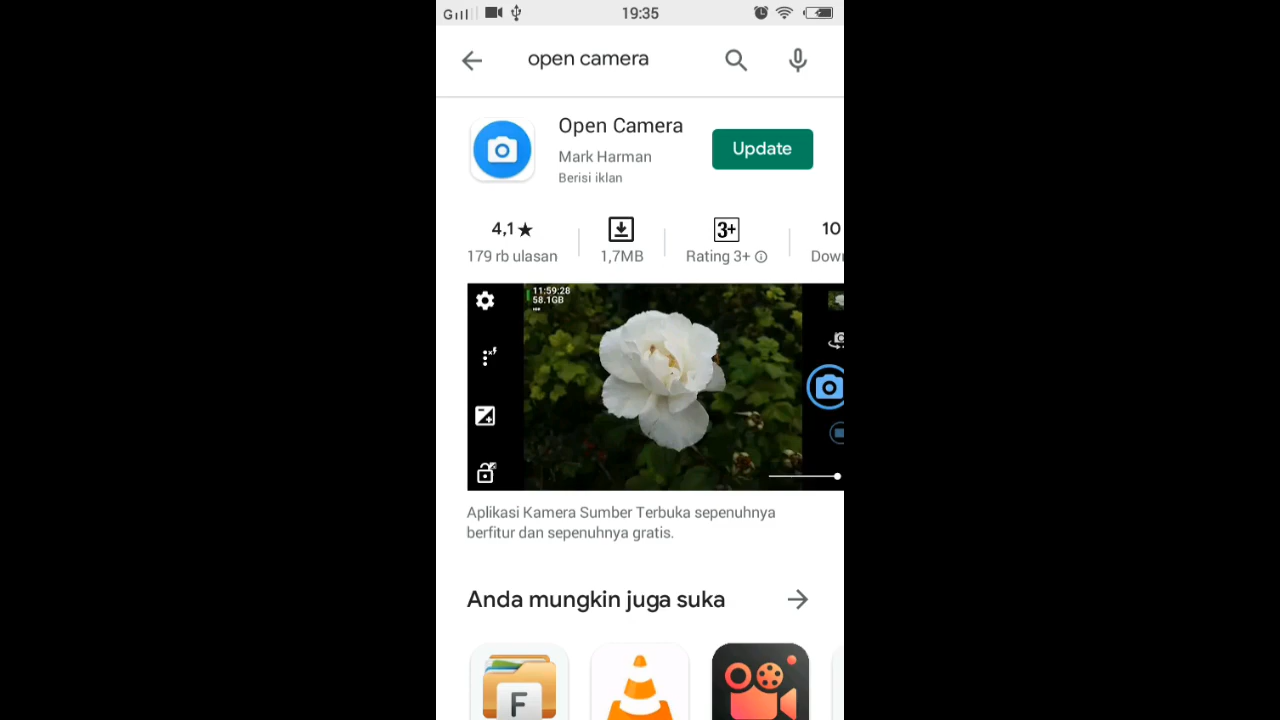 G 19:35
open camera
Open Camera
Mark Harman
Berisi iklan
Update
4,1★ 3+ 10
179 rb ulasan 1,7MB Rating 3+
11:59:28
58.1GB
Aplikasi Kamera Sumber Terbuka sepenuhnya
berfitur dan sepenuhnya gratis.
Anda mungkin juga suka
F